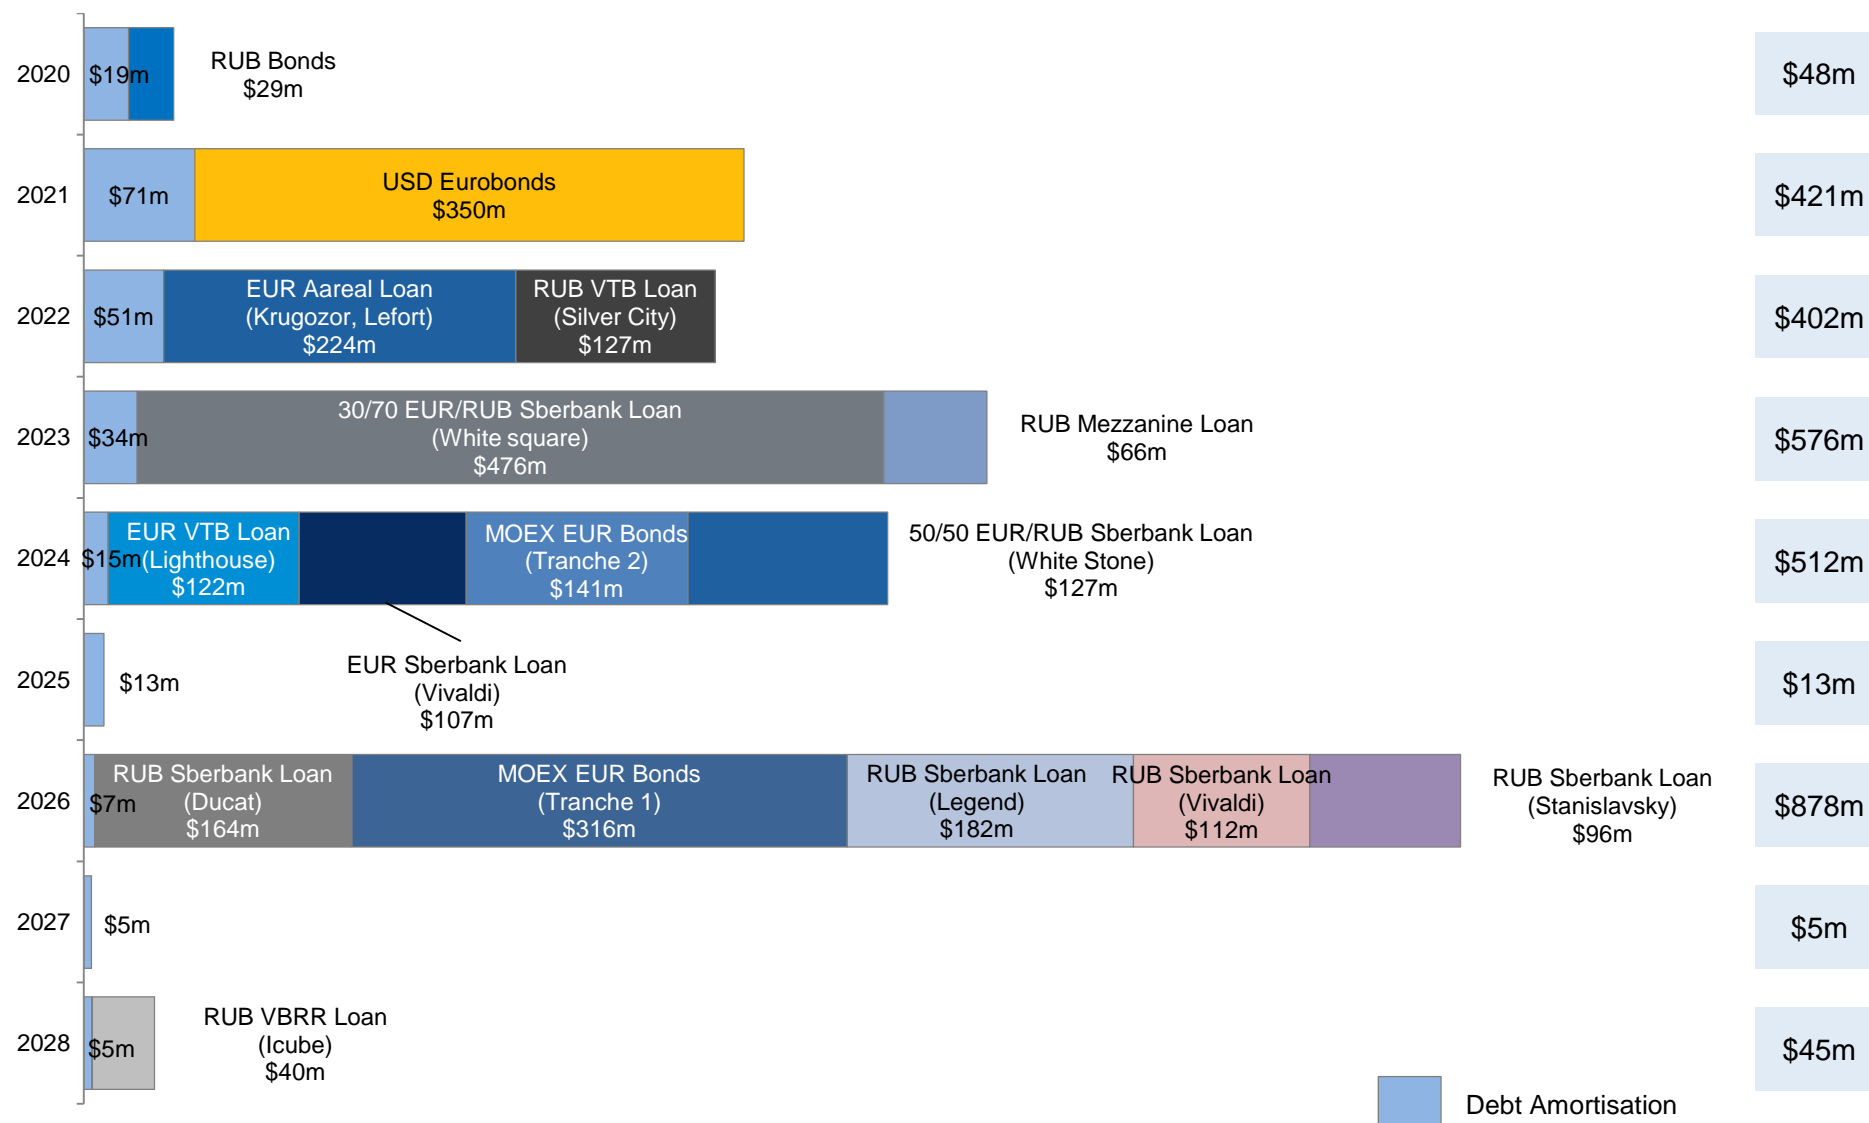 2020
$19m
RUB Bonds
$29m
$48m
2021
$71m
USD Eurobonds
$350m
$421m
2022
$51m
EUR Aareal Loan
(Krugozor, Lefort)
$224m
RUB VTB Loan
(Silver City)
$127m
$402m
2023
$34m
30/70 EUR/RUB Sberbank Loan
(White square)
$476m
RUB Mezzanine Loan
$66m
$576m
2024
$15m
EUR VTB Loan
(Lighthouse)
$122m
MOEX EUR Bonds
(Tranche 2)
$141m
50/50 EUR/RUB Sberbank Loan
(White Stone)
$127m
$512m
EUR Sberbank Loan
(Vivaldi)
$107m
2025
$13m
$13m
2026
$7m
RUB Sberbank Loan
(Ducat)
$164m
MOEX EUR Bonds
(Tranche 1)
$316m
RUB Sberbank Loan
(Legend)
$182m
RUB Sberbank Loan
(Vivaldi)
$112m
RUB Sberbank Loan
(Stanislavsky)
$96m
$878m
2027
$5m
$5m
2028
$5m
RUB VBRR Loan
(Icube)
$40m
$45m
Debt Amortisation